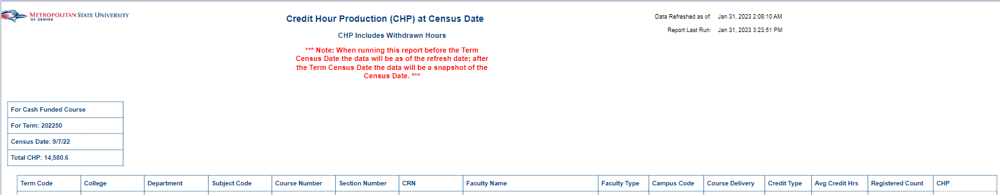 METROPOLITAN STATE UNIVERSITY
OF DENVER
Credit Hour Production (CHP) at Census Date
CHP Includes Withdrawn Hours
*** Note: When running this report before the Term
Census Date the data will be as of the refresh date; after
the Term Census Date the data will be a snapshot of the
Census Date. ***
Data Refreshed as of: Jan 31, 2023 2:08:10 AM
Report Last Run: Jan 31, 2023 3:23:51 PM
For Cash Funded Course
For Term: 202250
Census Date: 9/7/22
Total CHP: 14,580.6
Term Code College Department Subject Code Course Number Section Number CRN Faculty Name Faculty Type Campus Code Course Delivery Credit Type Avg Credit Hrs Registered Count CHP